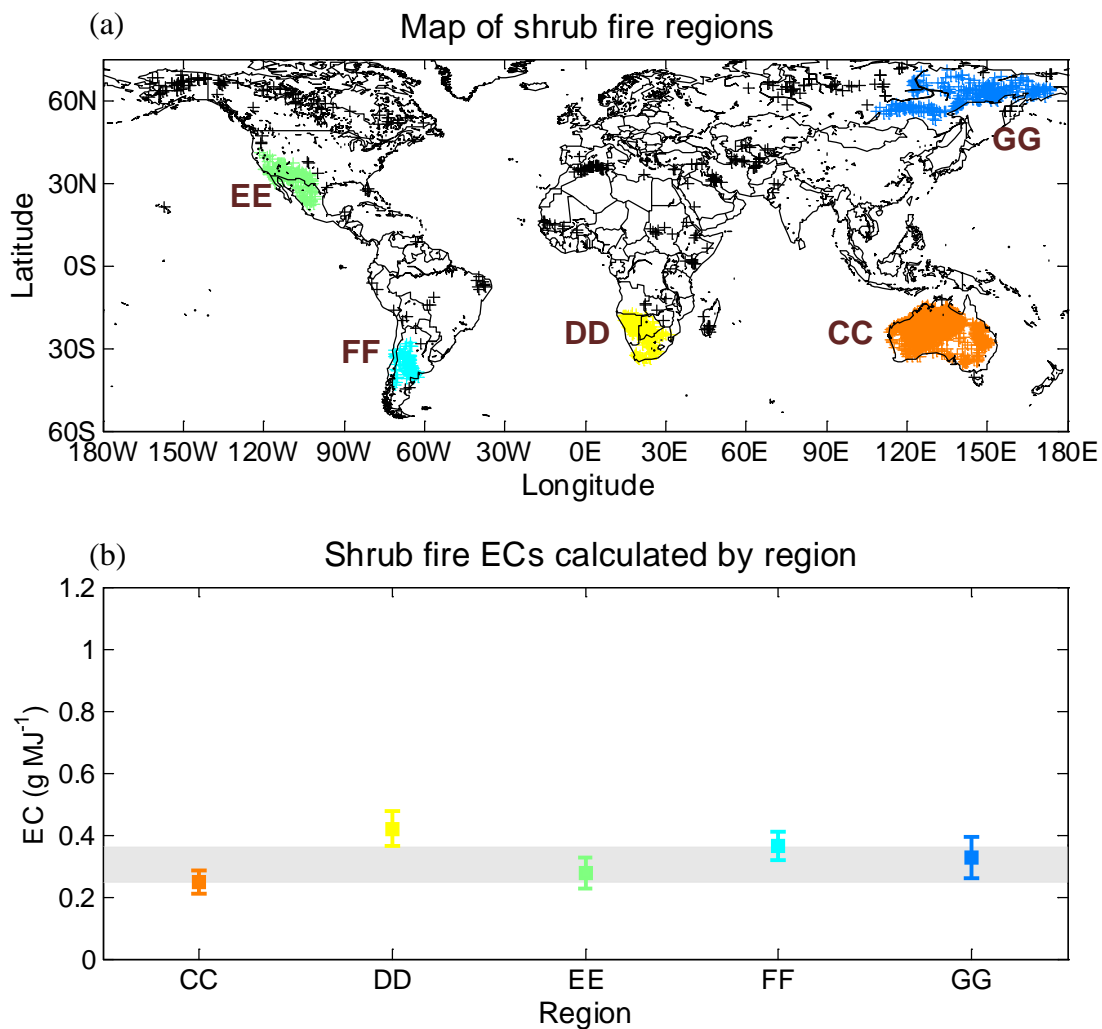 (a)
Map of shrub fire regions
60N
30N
0S
30S
60S
Latitude
EE
FF
DD
CC
GG
180W 150W 120W 90W 60W 30W 0E 30E 60E 90E 120E 150E 180E
Longitude
(b)
Shrub fire ECs calculated by region
1.2
1
0.8
0.6
0.4
0.2
0
EC (g MJ⁻¹)
CC DD EE FF GG
Region